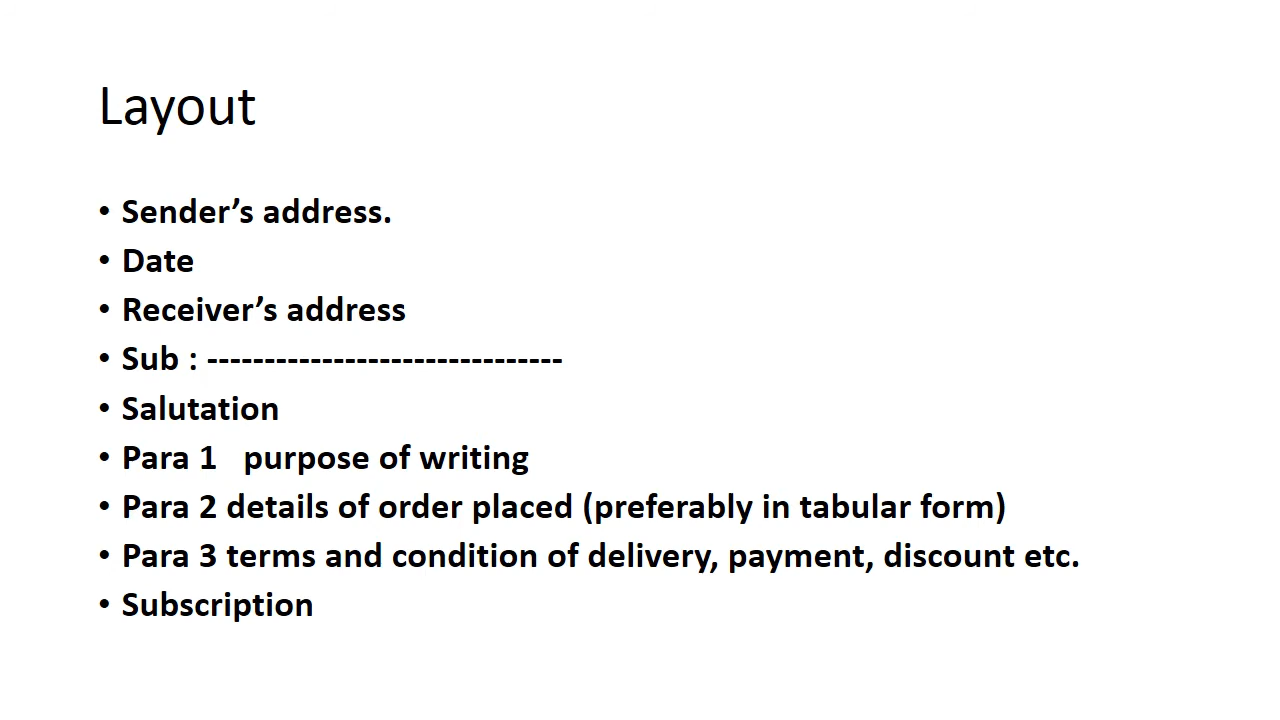 Layout
• Sender’s address.
• Date
• Receiver’s address
• Sub : -------------------------------
• Salutation
• Para 1   purpose of writing
• Para 2 details of order placed (preferably in tabular form)
• Para 3 terms and condition of delivery, payment, discount etc.
• Subscription